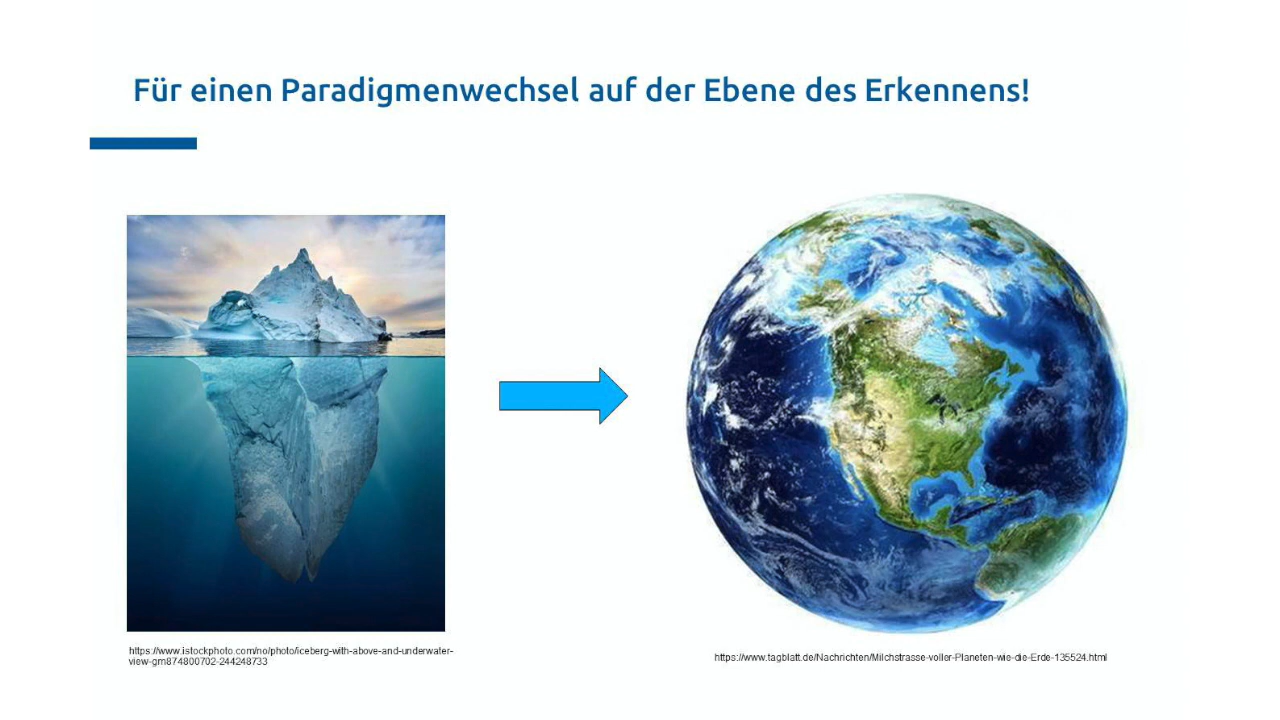 Für einen Paradigmenwechsel auf der Ebene des Erkennens!
https://www.istockphoto.com/no/photo/iceberg-with-above-and-underwater-
view-gm874800702-244248733
https://www.tagblatt.de/Nachrichten/Milchstrasse-voller-Planeten-wie-die-Erde-135524.html